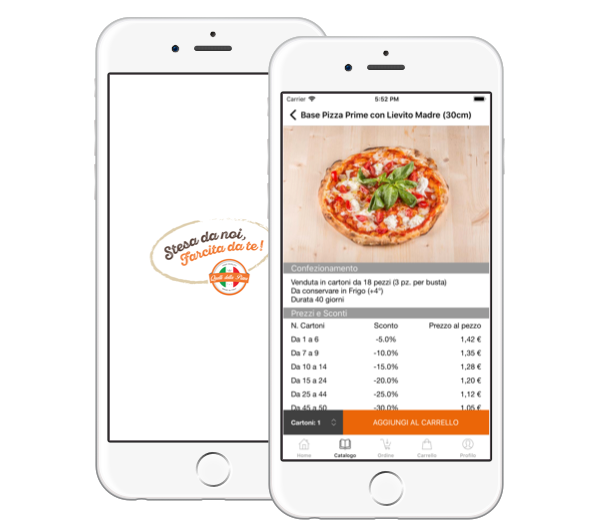 Stesa da noi,
Farcita da te!
Quelli della Pizza
Carrier
5:52 PM
Base Pizza Prime con Lievito Madre (30cm)
Confezionamento
Venduta in cartoni da 18 pezzi (3 pz. per busta)
Da conservare in Frigo (+4°)
Durata 40 giorni
Prezzi e Sconti
N. Cartoni Sconto Prezzo al pezzo
Da 1 a 6 -5.0% 1,42 €
Da 7 a 9 -10.0% 1,35 €
Da 10 a 14 -15.0% 1,28 €
Da 15 a 24 -20.0% 1,20 €
Da 25 a 44 -25.0% 1,12 €
Da 45 a 50 -30.0% 1,05 €
Cartoni: 1 AGGIUNGI AL CARRELLO
Home Catalogo Ordine Carrello Profilo